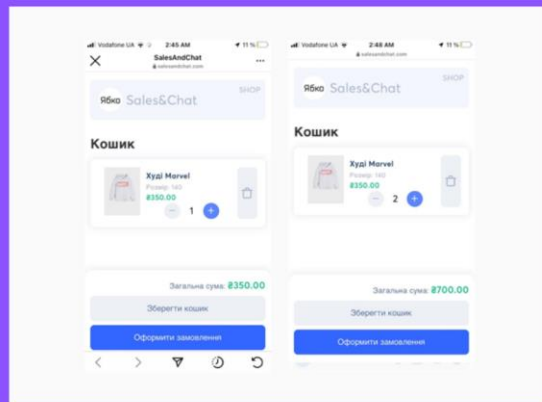 Vodafone UA
2:45 AM
11 %
SalesAndChat
salesandchat.com
Ябко
Sales&Chat
SHOP
Кошик
Худі Marvel
Розмір: 140
₴350.00
1
Загальна сума: ₴350.00
Зберегти кошик
Оформити замовлення
Vodafone UA
2:48 AM
11 %
salesandchat.com
Ябко
Sales&Chat
SHOP
Кошик
Худі Marvel
Розмір: 140
₴350.00
2
Загальна сума: ₴700.00
Зберегти кошик
Оформити замовлення